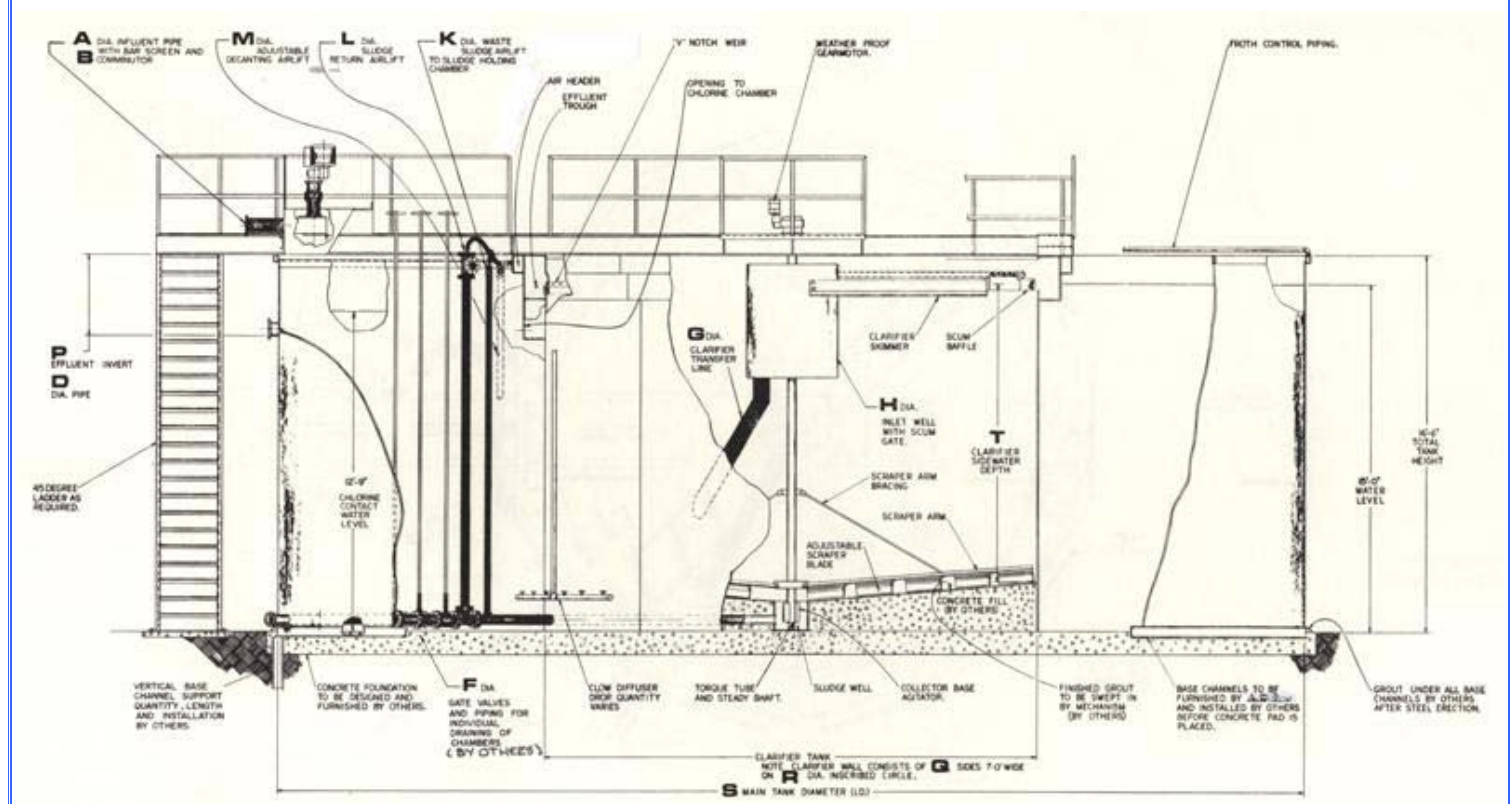 A DIA. INFLUENT PIPE
B WITH BAR SCREEN AND
COMMINUTOR
M DIA.
ADJUSTABLE
DECANTING AIRLIFT
L DIA.
SLUDGE
RETURN AIRLIFT
K DIA. WASTE
SLUDGE AIRLIFT
TO SLUDGE HOLDING
CHAMBER
AIR HEADER
EFFLUENT
TROUGH
"V" NOTCH WEIR
OPENING TO
CHLORINE CHAMBER
WEATHER PROOF
GEARMOTOR.
FROTH CONTROL PIPING.
P
EFFLUENT INVERT
D
DIA. PIPE
45 DEGREE
LADDER AS
REQUIRED.
12'-9"
CHLORINE
CONTACT
WATER
LEVEL
G DIA.
CLARIFIER
TRANSFER
LINE
CLARIFIER
SKIMMER
SCUM
BAFFLE
H DIA.
INLET WELL
WITH SCUM
GATE.
T
CLARIFIER
SIDEWATER
DEPTH
SCRAPER ARM
BRACING
SCRAPER ARM
ADJUSTABLE
SCRAPER
BLADE
CONCRETE FILL
(BY OTHERS)
16'-6"
TOTAL
TANK
HEIGHT
15'-0"
WATER
LEVEL
VERTICAL BASE
CHANNEL SUPPORT
QUANTITY, LENGTH
AND INSTALLATION
BY OTHERS.
CONCRETE FOUNDATION
TO BE DESIGNED AND
FURNISHED BY OTHERS.
F DIA
GATE VALVES
AND PIPING FOR
INDIVIDUAL
DRAINING OF
CHAMBERS
(BY OTHEES)
CLOW DIFFUSER
DROP QUANTITY
VARIES
TORQUE TUBE
AND STEADY SHAFT.
SLUDGE WELL
COLLECTOR BASE
AGITATOR.
FINISHED GROUT
TO BE SWEPT IN
BY MECHANISM
(BY OTHERS)
BASE CHANNELS TO BE
FURNISHED BY
AND INSTALLED BY OTHERS
BEFORE CONCRETE PAD IS
PLACED.
GROUT UNDER ALL BASE
CHANNELS BY OTHERS
AFTER STEEL ERECTION.
CLARIFIER TANK
NOTE CLARIFIER WALL CONSISTS OF Q SIDES 7'-0" WIDE
ON R DIA. INSCRIBED CIRCLE.
S MAIN TANK DIAMETER (I.D.)